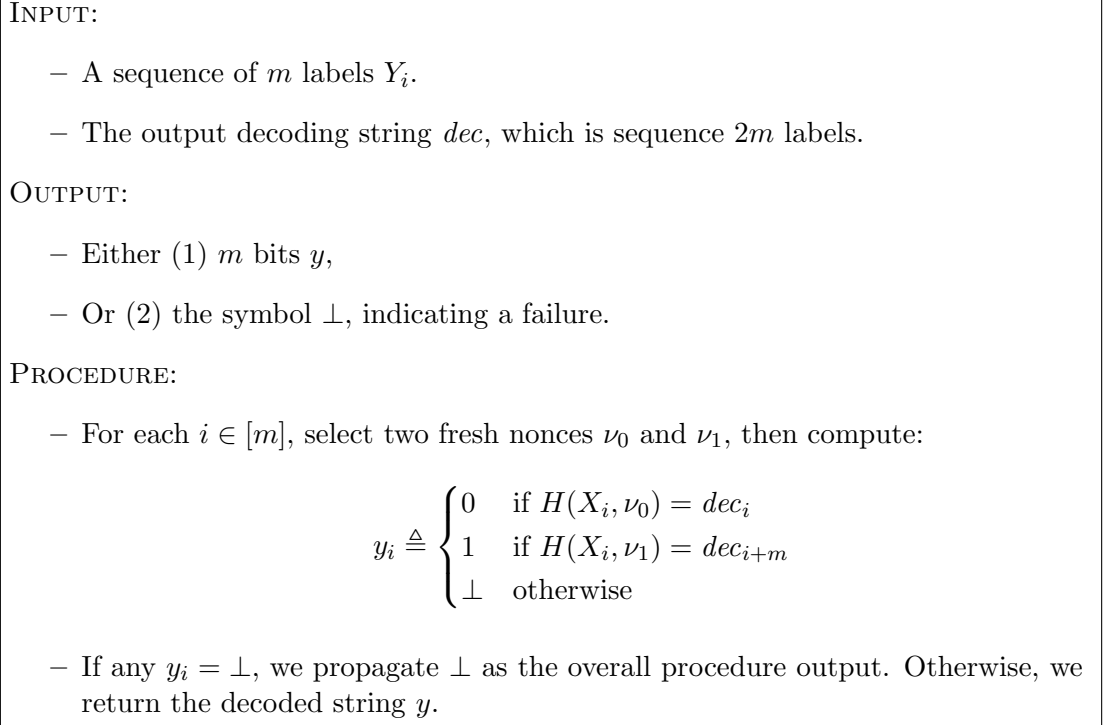 INPUT:
– A sequence of m labels Y_i.
– The output decoding string dec, which is sequence 2m labels.
OUTPUT:
– Either (1) m bits y,
– Or (2) the symbol ⊥, indicating a failure.
PROCEDURE:
– For each i ∈ [m], select two fresh nonces ν_0 and ν_1, then compute:
y_i ≜ { 0 if H(X_i, ν_0) = dec_i
1 if H(X_i, ν_1) = dec_{i+m}
⊥ otherwise
– If any y_i = ⊥, we propagate ⊥ as the overall procedure output. Otherwise, we
return the decoded string y.